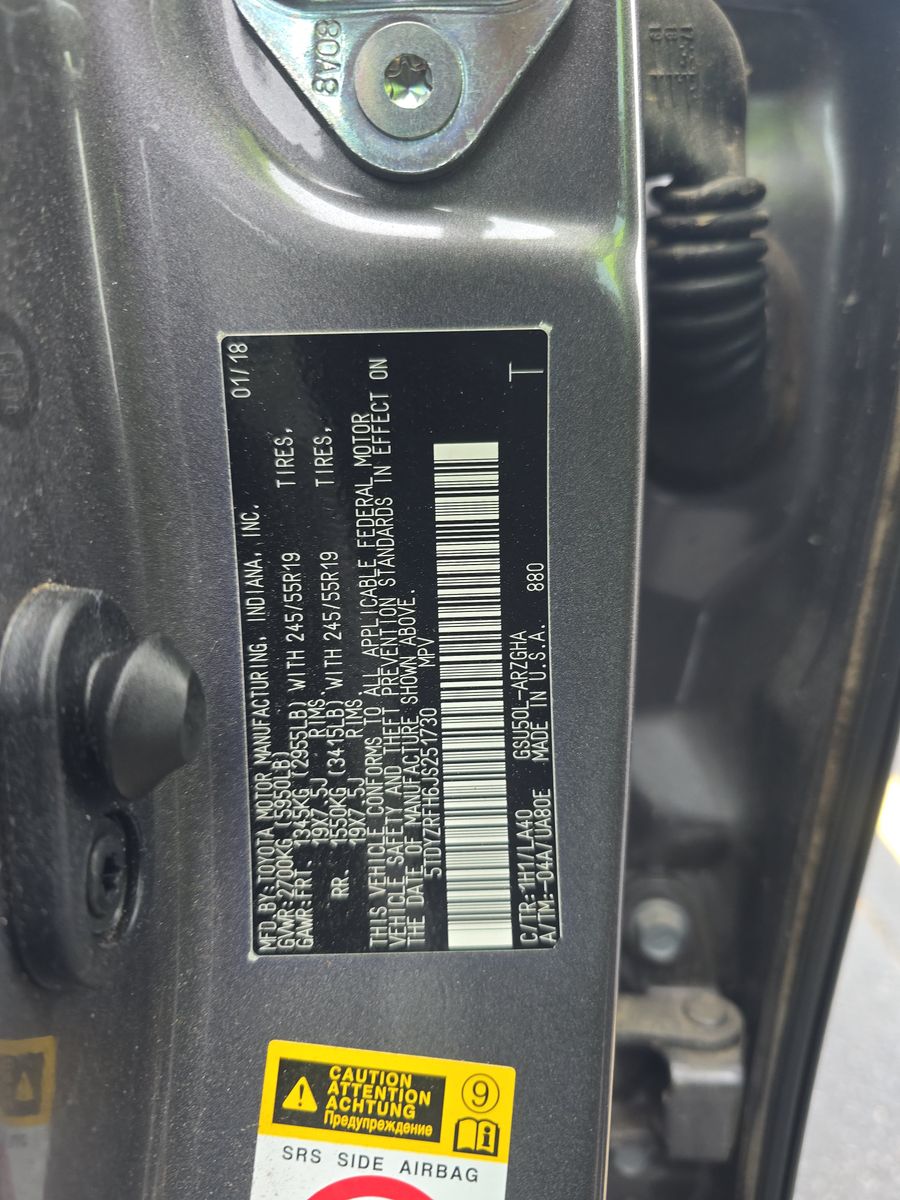 80A8
MFD.BY:TOYOTA MOTOR MANUFACTURING, INDIANA, INC. 01/18
GVWR:2700KG (5950LB)
GAWR:FRT. 1345KG (2955LB) WITH 245/55R19 TIRES,
19X7.5J RIMS,
RR. 1550KG (3415LB) WITH 245/55R19 TIRES,
19X7.5J RIMS.
THIS VEHICLE CONFORMS TO ALL APPLICABLE FEDERAL MOTOR
VEHICLE SAFETY AND THEFT PREVENTION STANDARDS IN EFFECT ON
THE DATE OF MANUFACTURE SHOWN ABOVE.
5TDYZRFH6JS251730 MPV
T
C/TR:1H1/LA40 GSU50L-ARZGHA
A/TM:-04A/UA80E MADE IN U.S.A. 880
CAUTION
ATTENTION
ACHTUNG
Предупреждение
9
i
SRS SIDE AIRBAG